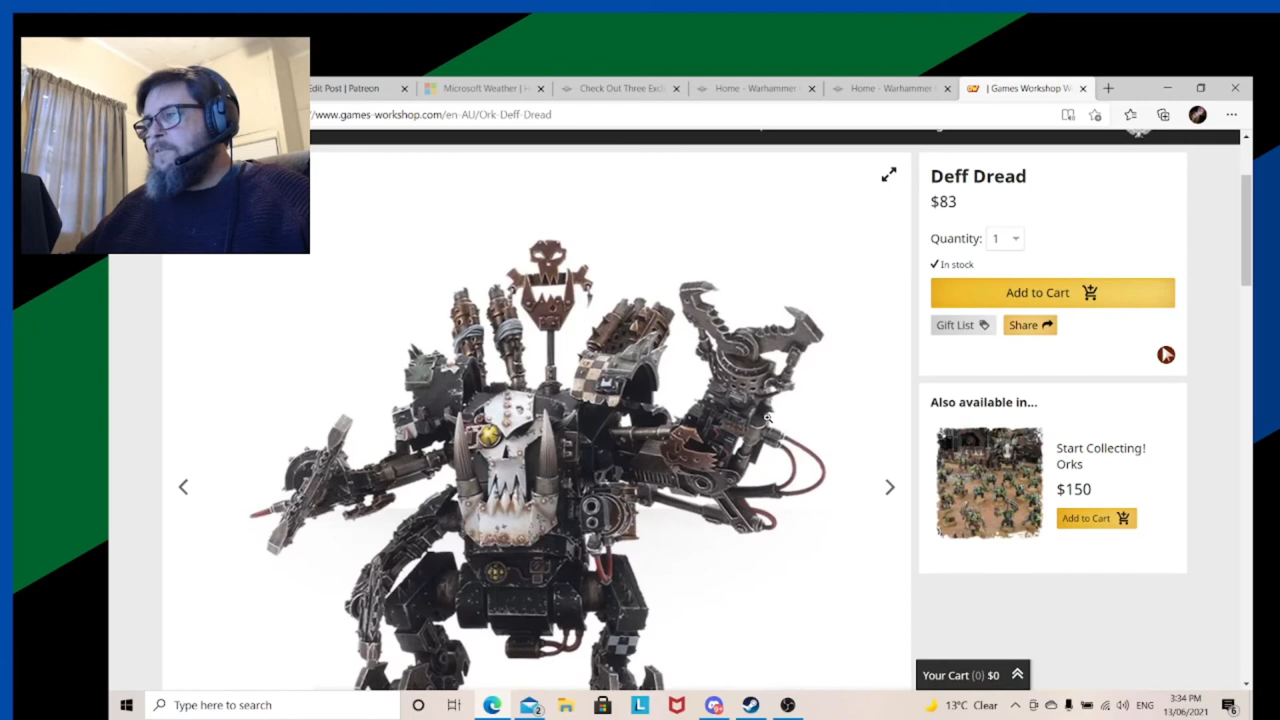 Edit Post | Patreon
Microsoft Weather | H
Check Out Three Excl
Home - Warhammer
Home - Warhammer
| Games Workshop W
//www.games-workshop.com/en-AU/Ork-Deff-Dread
Deff Dread
$83
Quantity: 1
In stock
Add to Cart
Gift List
Share
Also available in...
Start Collecting!
Orks
$150
Add to Cart
Your Cart (0) $0
Type here to search
13°C Clear
ENG
3:34 PM
13/06/2021